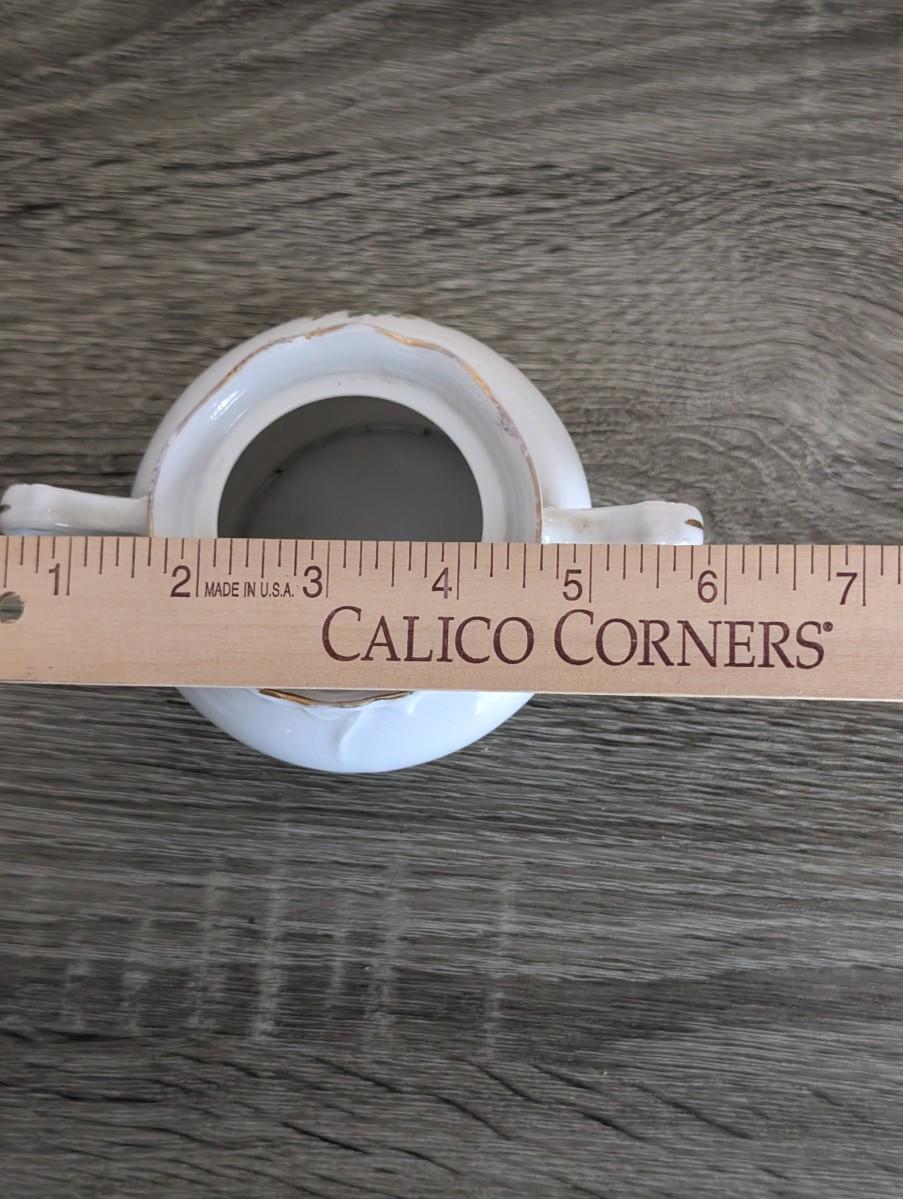 1 2 MADE IN U.S.A. 3 4 5 6 7
CALICO CORNERS®